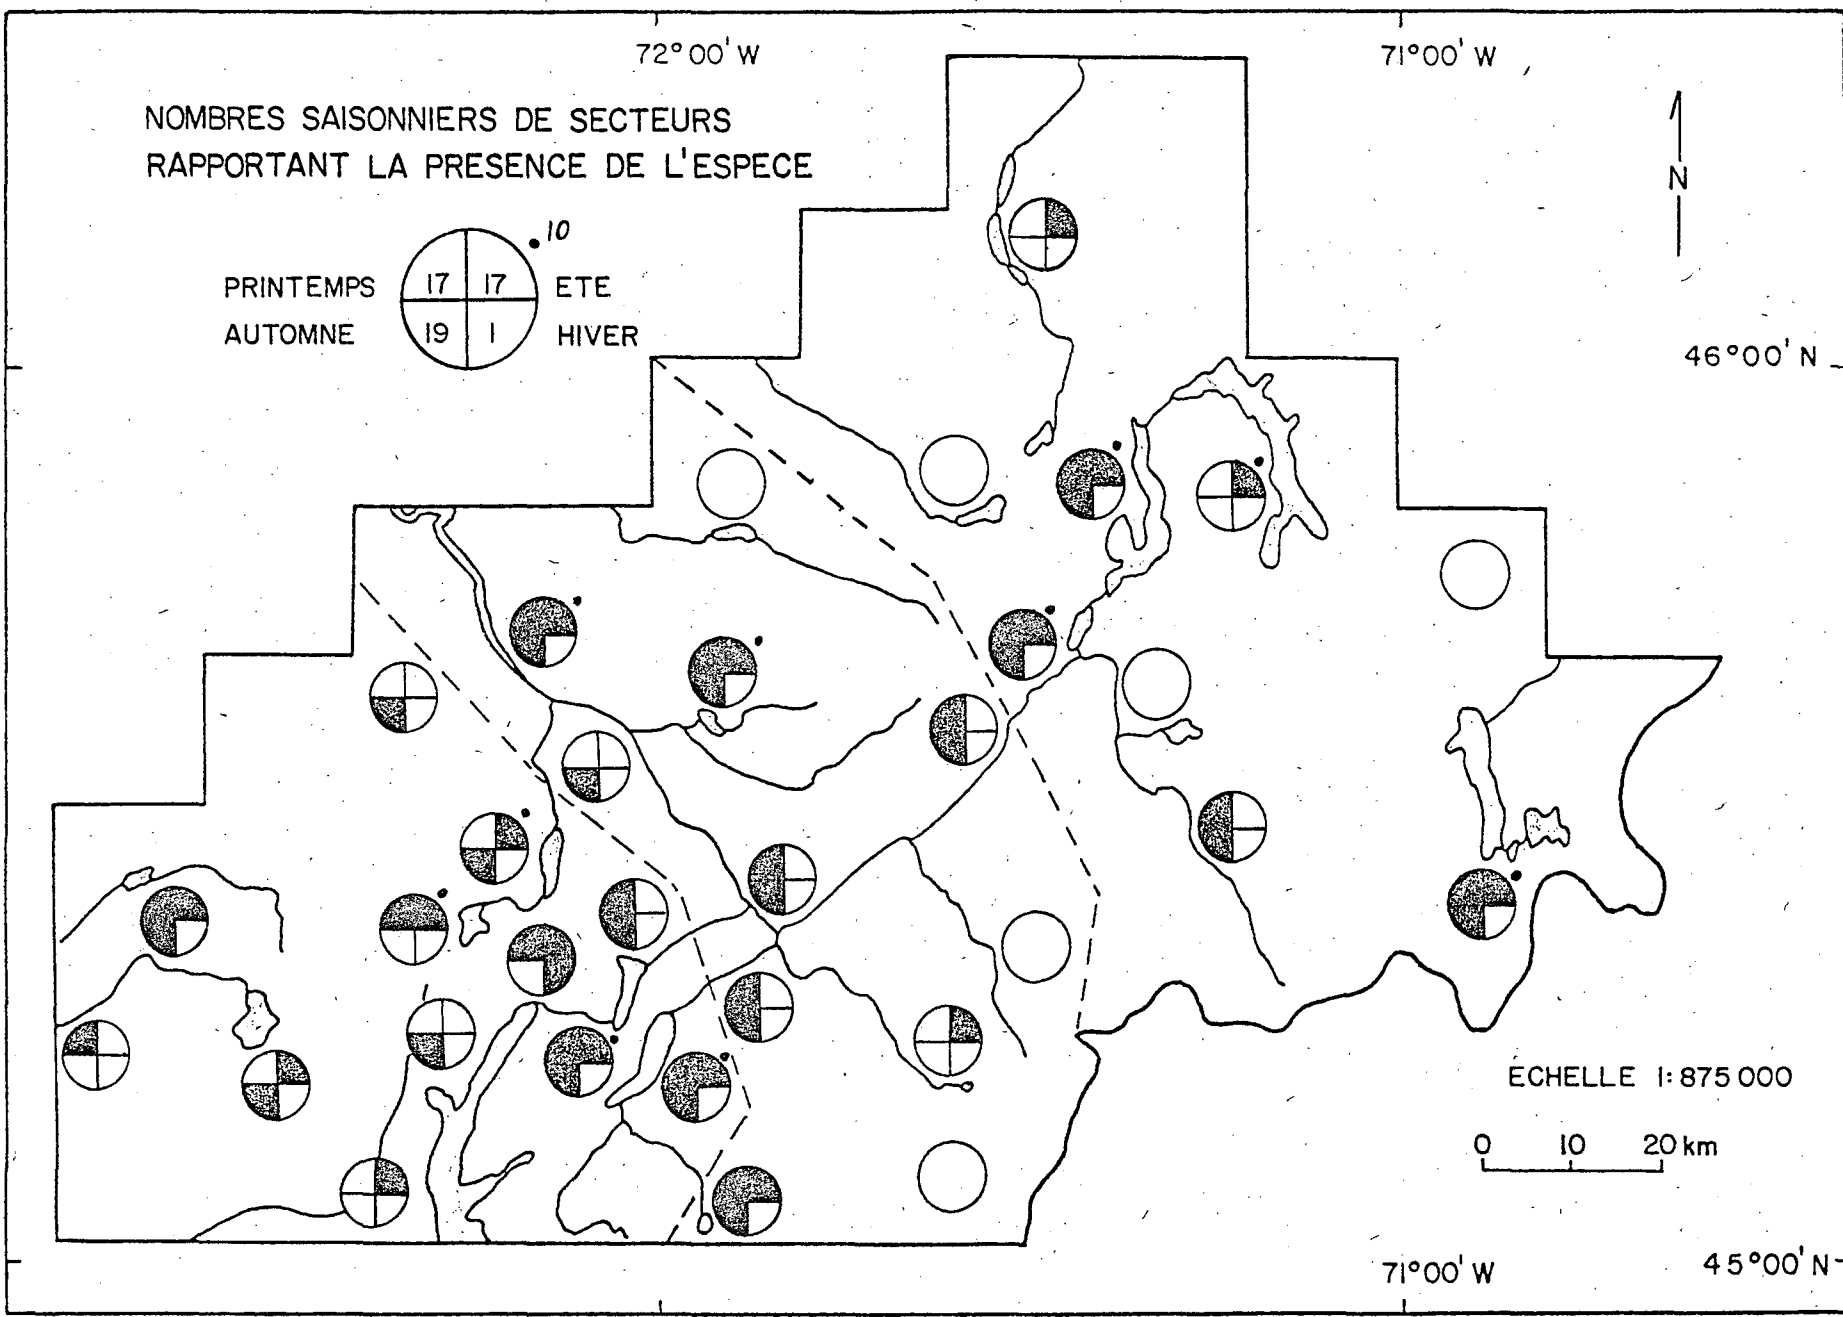 72°00' W
71°00' W
NOMBRES SAISONNIERS DE SECTEURS
RAPPORTANT LA PRESENCE DE L'ESPECE
N
10
PRINTEMPS 17 17 ETE
AUTOMNE 19 1 HIVER
46°00' N
ECHELLE 1:875 000
0 10 20 km
71°00' W
45°00' N